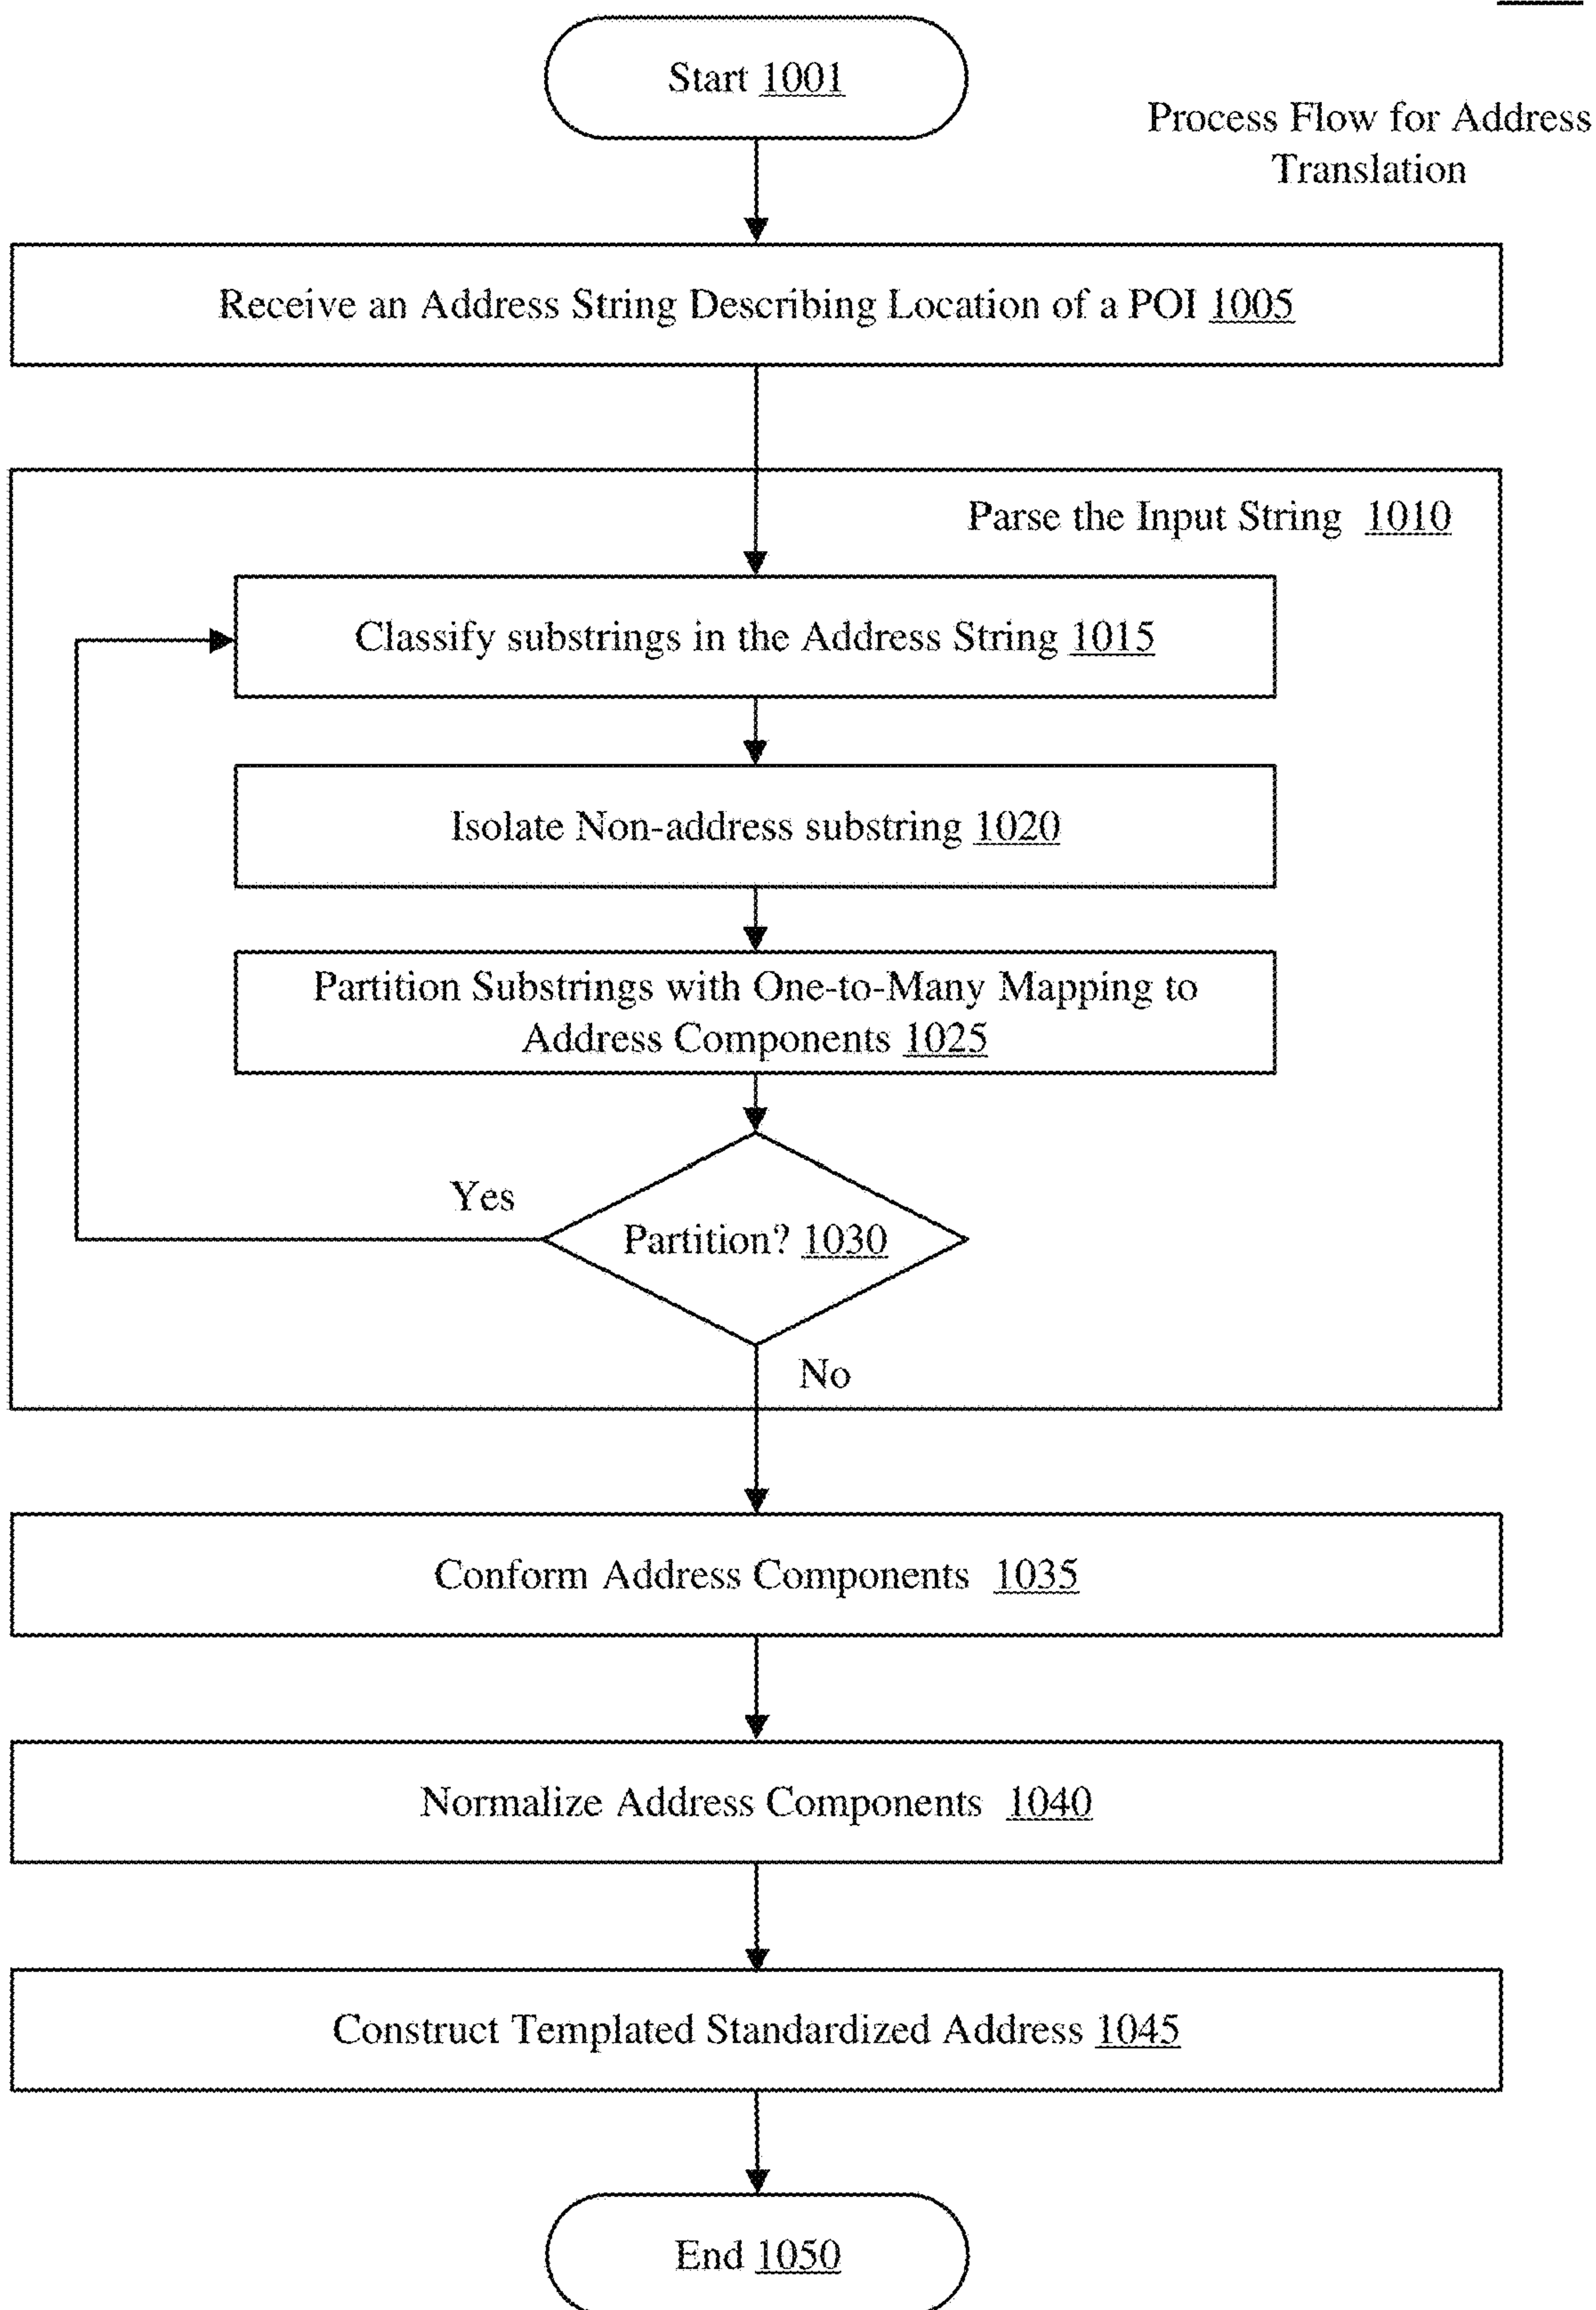 Start 1001
Process Flow for Address
Translation
Receive an Address String Describing Location of a POI 1005
Parse the Input String 1010
Classify substrings in the Address String 1015
Isolate Non-address substring 1020
Partition Substrings with One-to-Many Mapping to
Address Components 1025
Yes
Partition? 1030
No
Conform Address Components 1035
Normalize Address Components 1040
Construct Templated Standardized Address 1045
End 1050